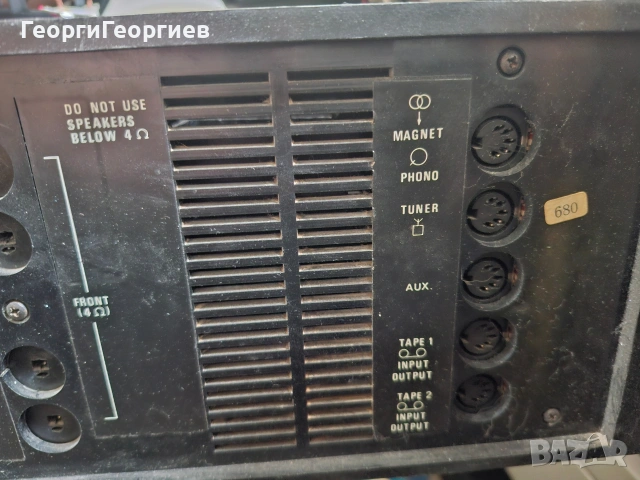 ГеоргиГеоргиев
DO NOT USE
SPEAKERS
BELOW 4 Ω
FRONT
(4 Ω)
MAGNET
PHONO
TUNER
AUX.
TAPE 1
INPUT
OUTPUT
TAPE 2
INPUT
OUTPUT
680
BAZAR